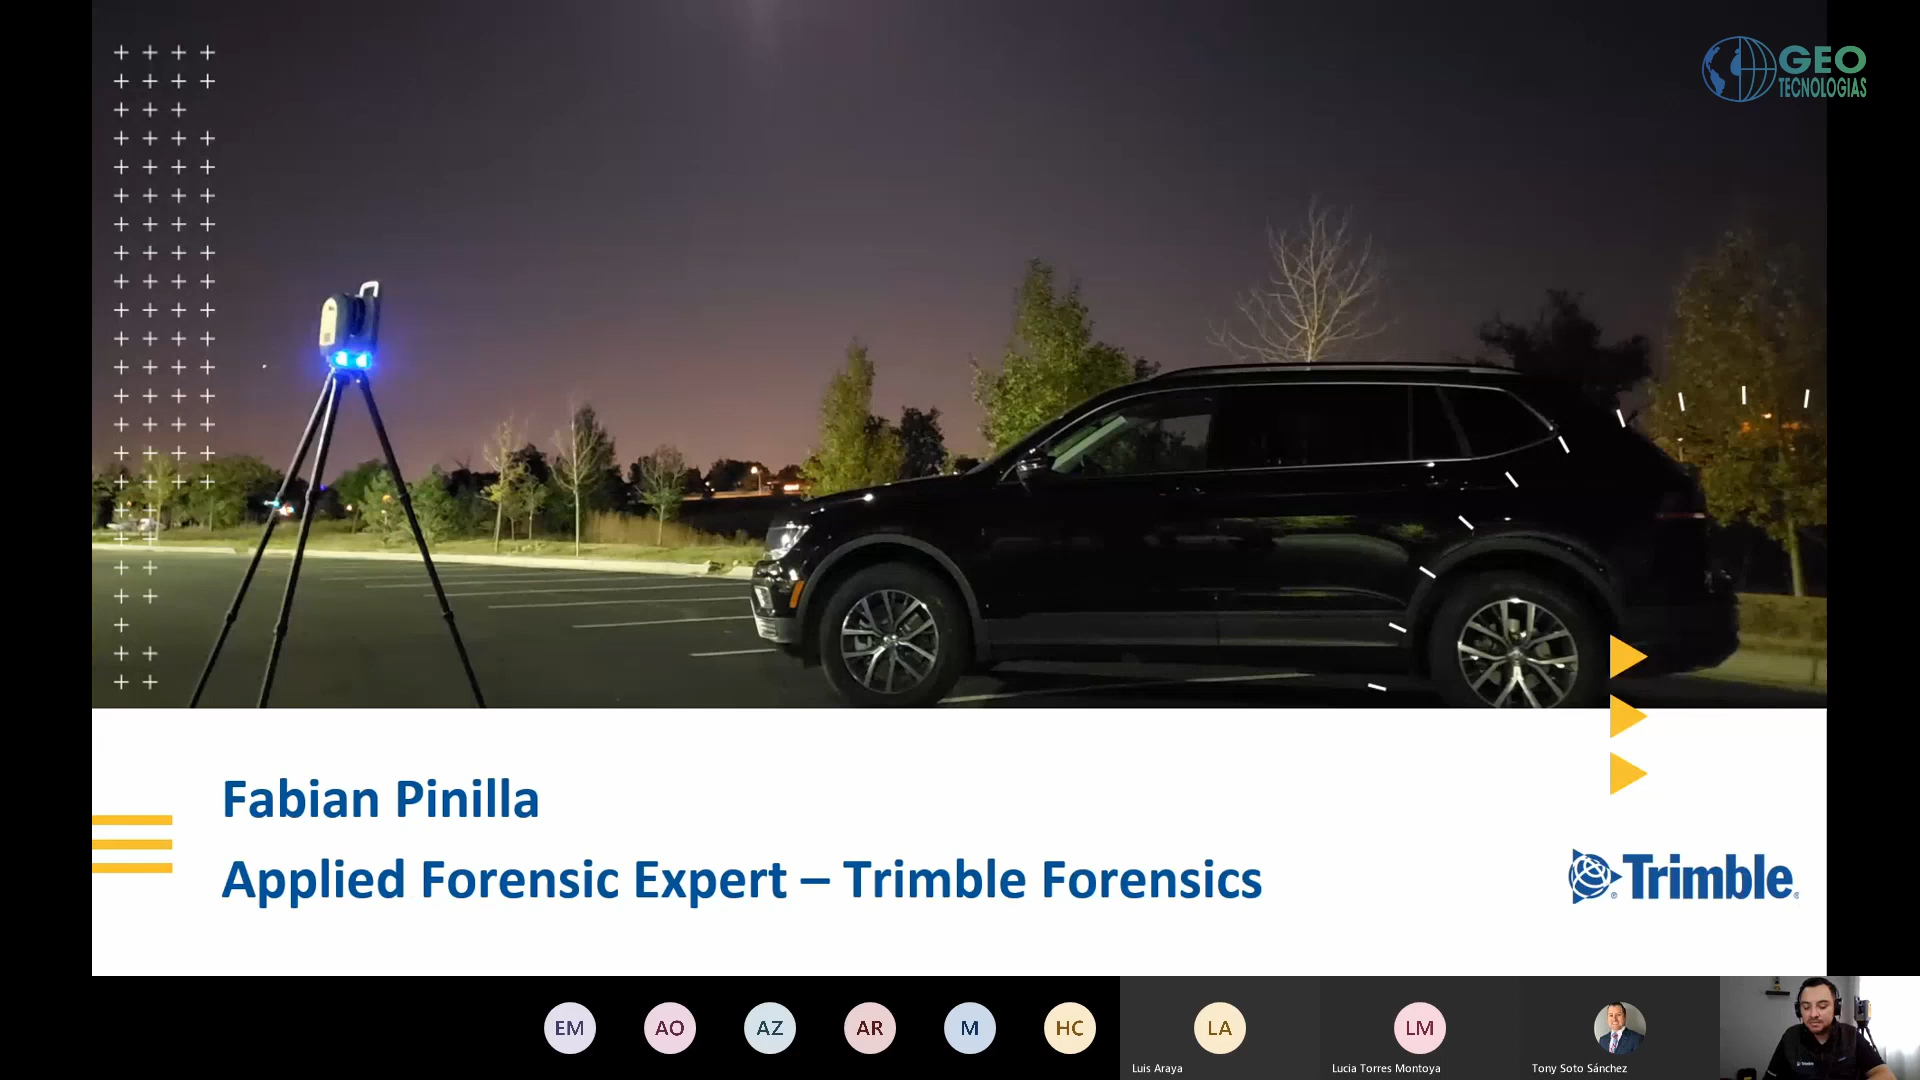 GEO
TECNOLOGIAS
Fabian Pinilla
Applied Forensic Expert – Trimble Forensics
Trimble
EM
AO
AZ
AR
M
HC
LA
LM
Luis Araya
Lucia Torres Montoya
Tony Soto Sánchez